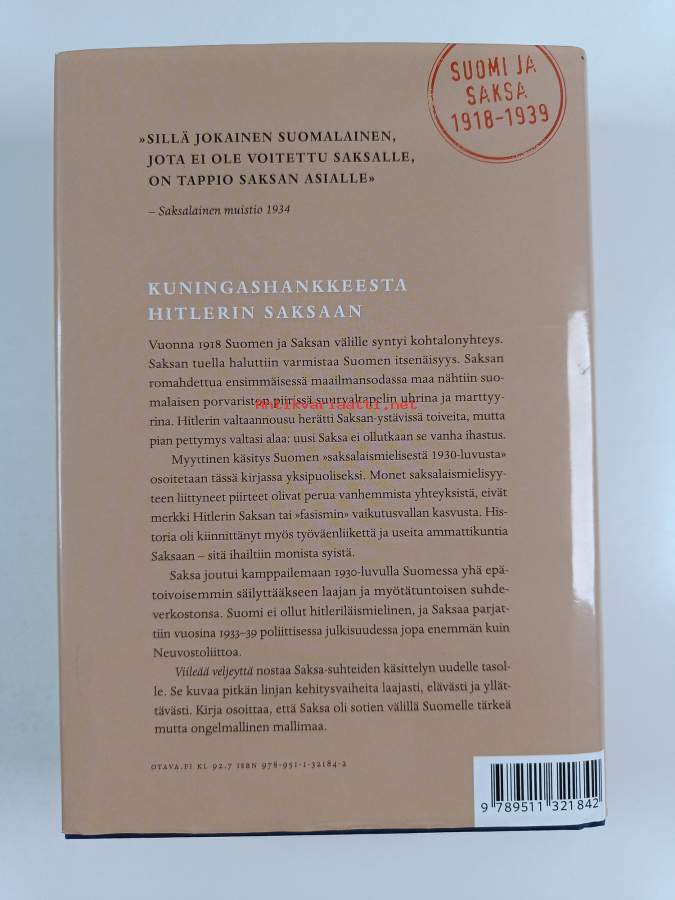 SUOMI JA
SAKSA
1918–1939
»SILLÄ JOKAINEN SUOMALAINEN,
JOTA EI OLE VOITETTU SAKSALLE,
ON TAPPIO SAKSAN ASIALLE»
– Saksalainen muistio 1934
KUNINGASHANKKEESTA
HITLERIN SAKSAAN
Vuonna 1918 Suomen ja Saksan välille syntyi kohtalonyhteys.
Saksan tuella haluttiin varmistaa Suomen itsenäisyys. Saksan
romahdettua ensimmäisessä maailmansodassa maa nähtiin suo-
malaisen porvariston piirissä suurvaltapelin uhrina ja marttyy-
Antikvariaatti.net
rina. Hitlerin valtaannousu herätti Saksan-ystävissä toiveita, mutta
pian pettymys valtasi alaa: uusi Saksa ei ollutkaan se vanha ihastus.
Myyttinen käsitys Suomen »saksalaismielisestä 1930-luvusta»
osoitetaan tässä kirjassa yksipuoliseksi. Monet saksalaismielisyy-
teen liittyneet piirteet olivat perua vanhemmista yhteyksistä, eivät
merkki Hitlerin Saksan tai »fasismin» vaikutusvallan kasvusta. His-
toria oli kiinnittänyt myös työväenliikettä ja useita ammattikuntia
Saksaan – sitä ihailtiin monista syistä.
Saksa joutui kamppailemaan 1930-luvulla Suomessa yhä epä-
toivoisemmin säilyttääkseen laajan ja myötätuntoisen suhde-
verkostonsa. Suomi ei ollut hitleriläismielinen, ja Saksaa parjat-
tiin vuosina 1933–39 poliittisessa julkisuudessa jopa enemmän kuin
Neuvostoliittoa.
Viileää veljeyttä nostaa Saksa-suhteiden käsittelyn uudelle tasol-
le. Se kuvaa pitkän linjan kehitysvaiheita laajasti, elävästi ja yllät-
tävästi. Kirja osoittaa, että Saksa oli sotien välillä Suomelle tärkeä
mutta ongelmallinen mallimaa.
OTAVA.FI KL 92.7 ISBN 978-951-1-32184-2
9 789511 321842